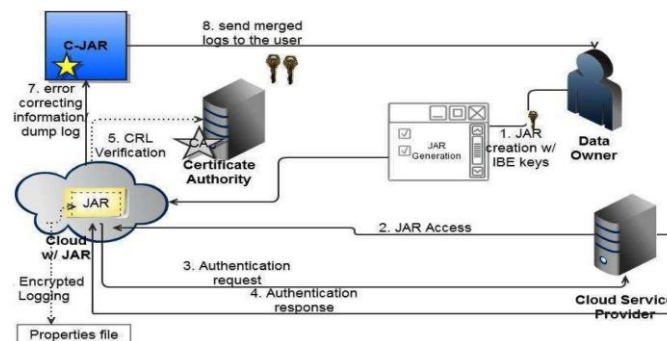 8. send merged
logs to the user
C-JAR
7. error
correcting
information/
dump log
5. CRL
Verification
Certificate
Authority
JAR
Generation
1. JAR
creation w/
IBE keys
Data
Owner
JAR
Cloud
w/ JAR
2. JAR Access
3. Authentication
request
4. Authentication
response
Cloud Service
Provider
Encrypted
Logging
Properties file